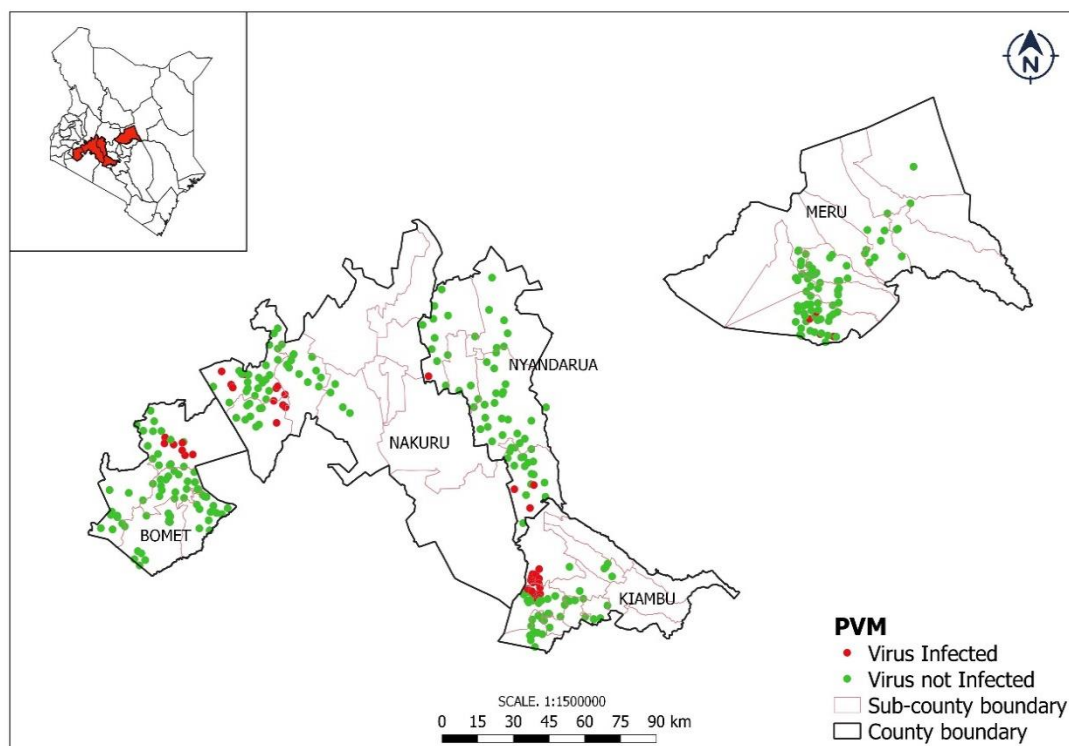 N
MERU
NYANDARUA
NAKURU
BOMET
KIAMBU
PVM
Virus Infected
Virus not Infected
Sub-county boundary
County boundary
SCALE. 1:1500000
0 15 30 45 60 75 90 km